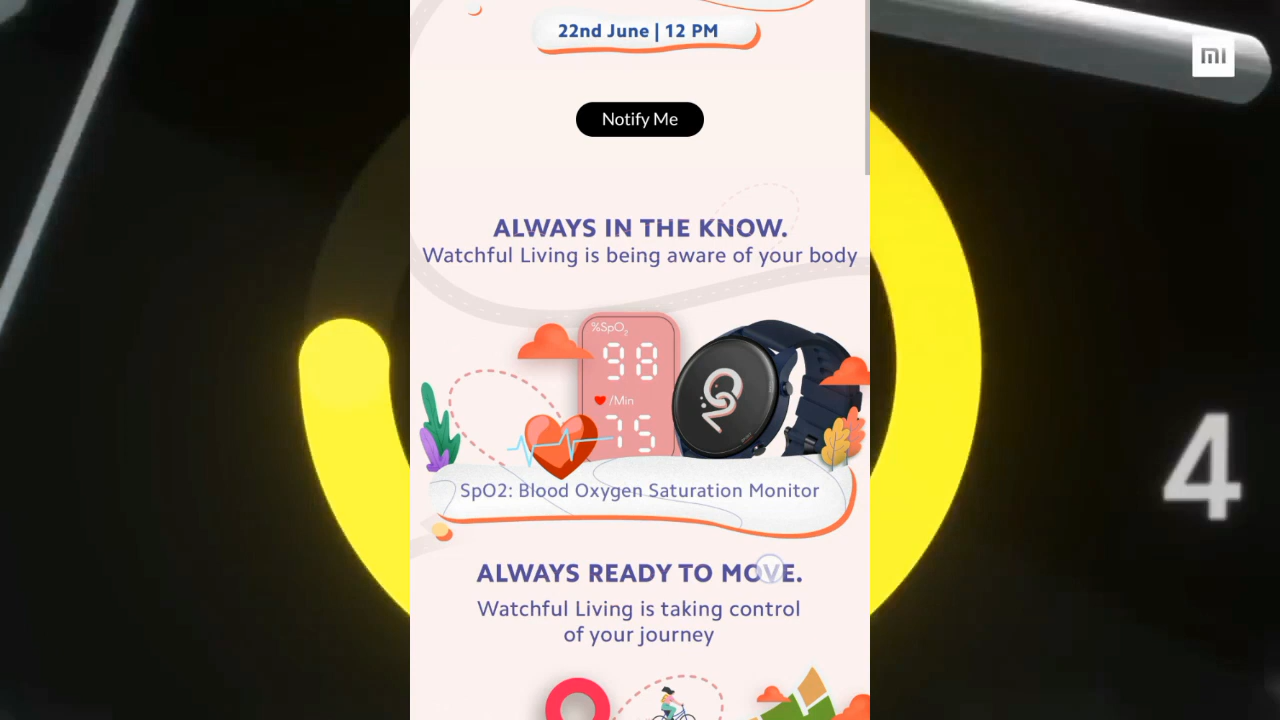 22nd June | 12 PM
mi
Notify Me
ALWAYS IN THE KNOW.
Watchful Living is being aware of your body
%SpO2
98
/Min
75
O2
SpO2: Blood Oxygen Saturation Monitor
4
ALWAYS READY TO MOVE.
Watchful Living is taking control
of your journey